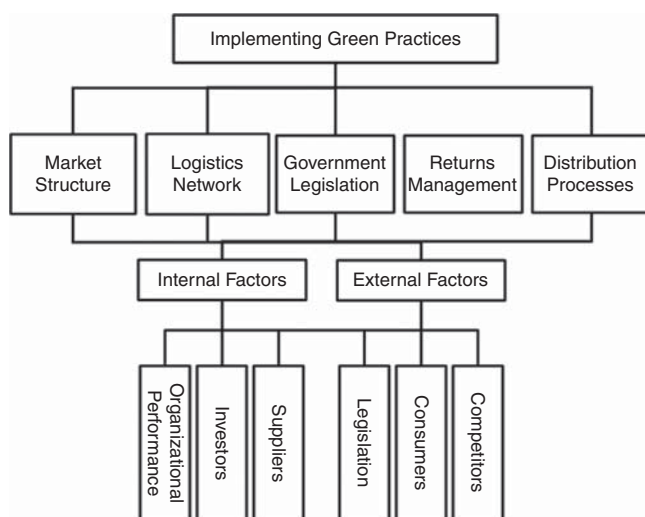 Implementing Green Practices
Market
Structure
Logistics
Network
Government
Legislation
Returns
Management
Distribution
Processes
Internal Factors
External Factors
Organizational
Performance
Investors
Suppliers
Legislation
Consumers
Competitors